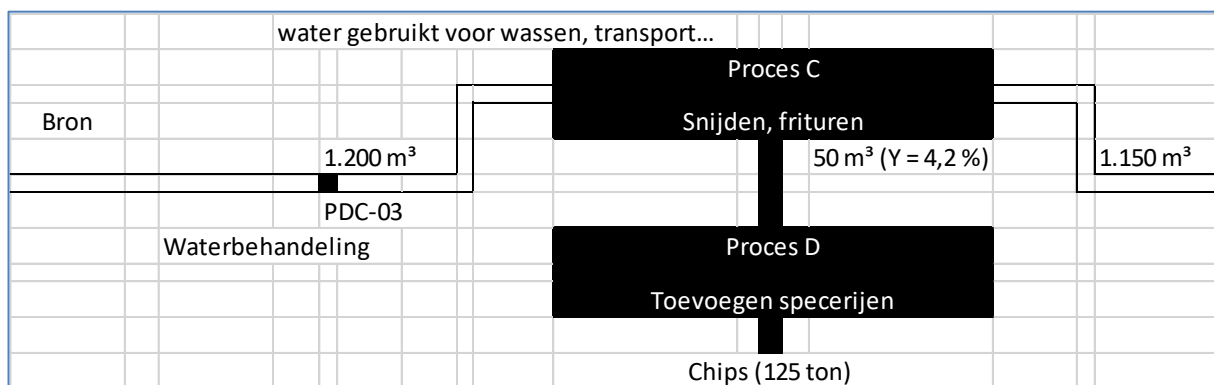 water gebruikt voor wassen, transport...
Proces C
Bron
Snijden, frituren
1.200 m³
50 m³ (Y = 4,2 %)
1.150 m³
PDC-03
Waterbehandeling
Proces D
Toevoegen specerijen
Chips (125 ton)